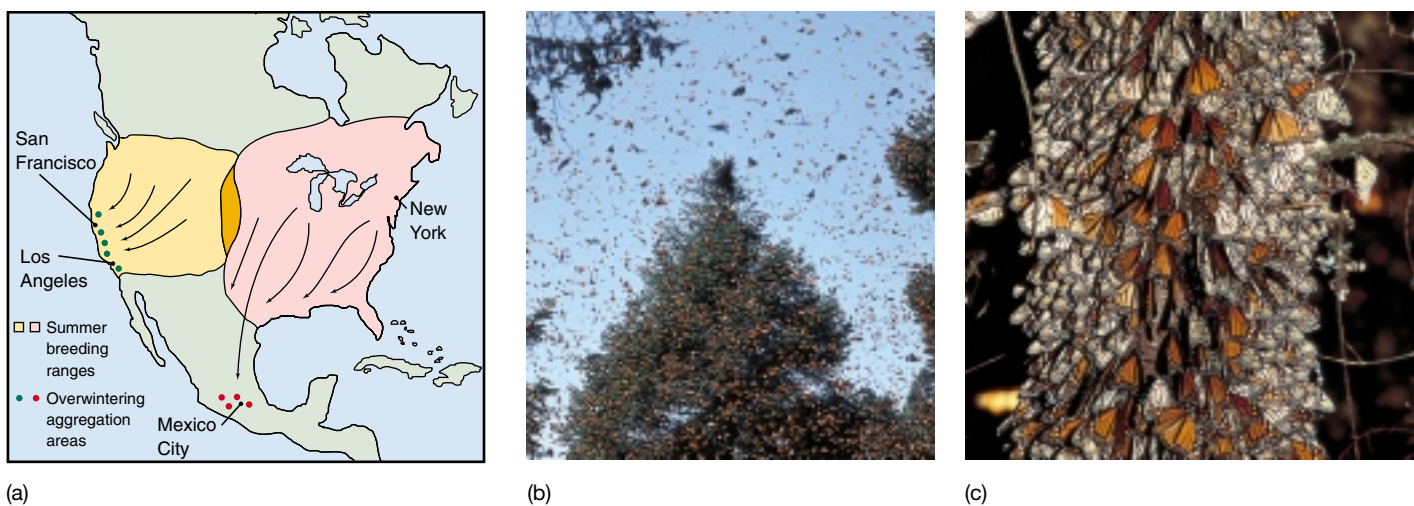 San
Francisco
Los
Angeles
New
York
Summer
breeding
ranges
Overwintering
aggregation
areas
Mexico
City
(a)
(b)
(c)